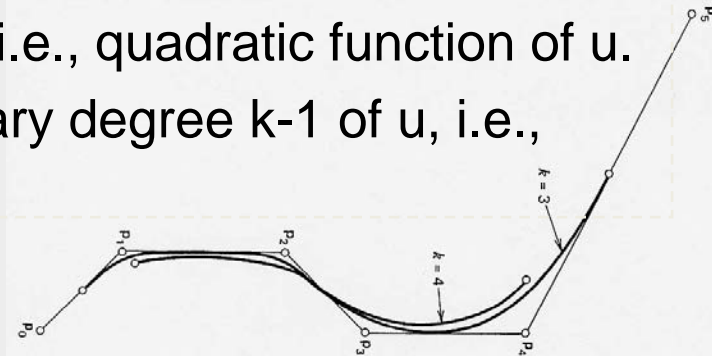 i.e., quadratic function of u.
ary degree k-1 of u, i.e.,
p5
k = 3
p1
p2
k = 4
p0
p3
p4